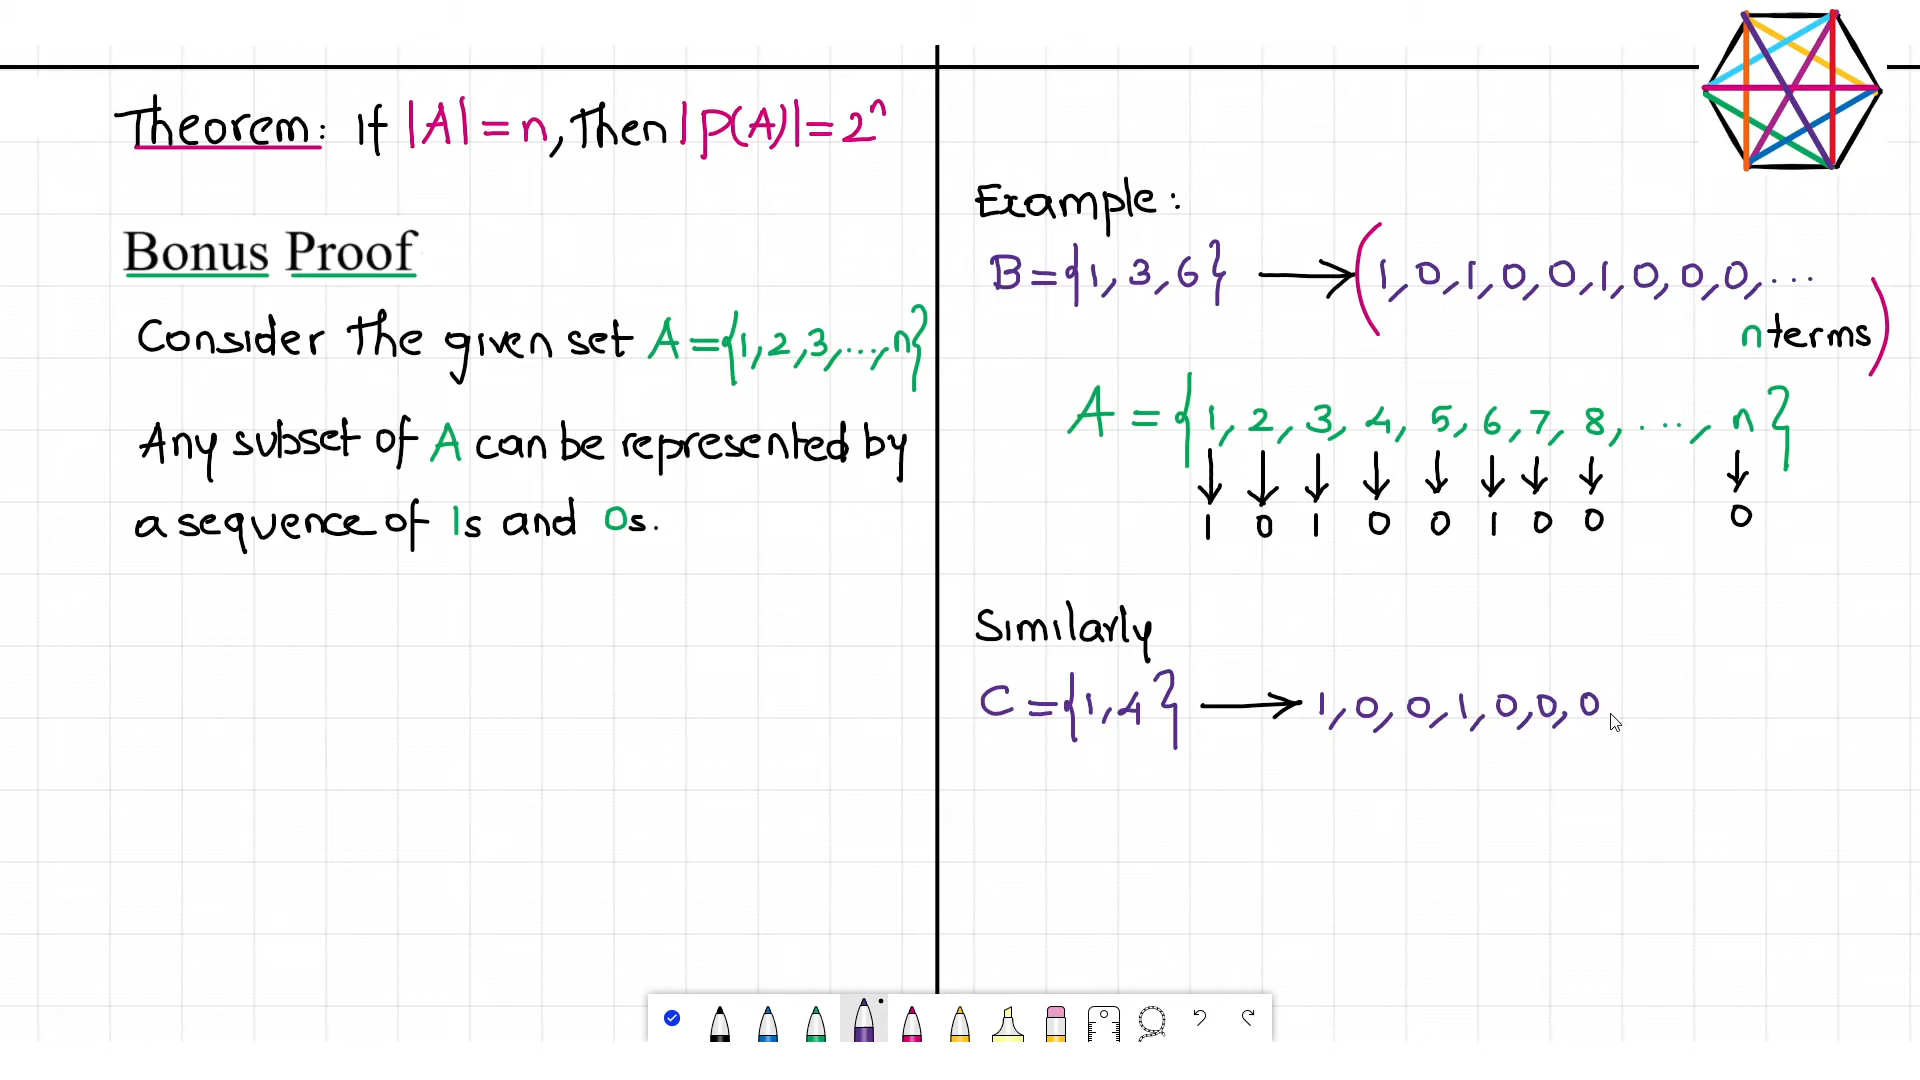 Theorem: If |A| = n, Then |P(A)| = 2ⁿ
Bonus Proof
Consider the given set A = {1, 2, 3, ..., n}
Any subset of A can be represented by
a sequence of 1s and 0s.
Example:
B = {1, 3, 6} → (1, 0, 1, 0, 0, 1, 0, 0, 0, ...
n terms)
A = {1, 2, 3, 4, 5, 6, 7, 8, ..., n}
↓ ↓ ↓ ↓ ↓ ↓ ↓ ↓ ↓
1 0 1 0 0 1 0 0 0
Similarly
C = {1, 4} → 1, 0, 0, 1, 0, 0, 0